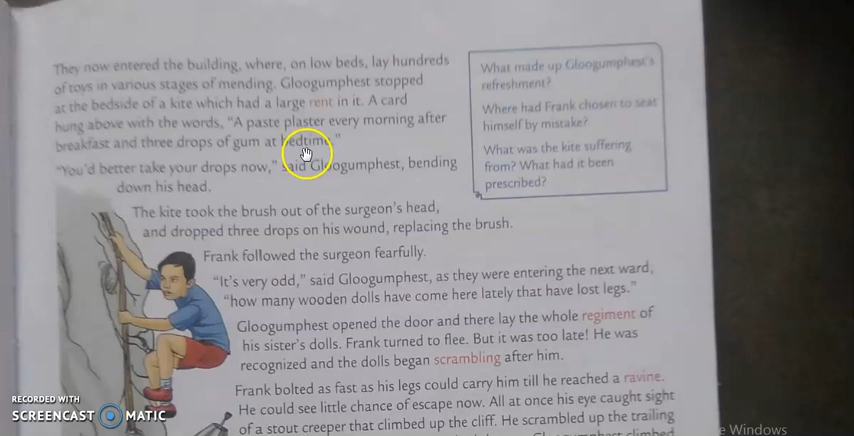 They now entered the building, where, on low beds, lay hundreds
of toys in various stages of mending. Gloogumphest stopped
at the bedside of a kite which had a large rent in it. A card
hung above with the words, "A paste plaster every morning after
breakfast and three drops of gum at bedtime."
"You'd better take your drops now," said Gloogumphest, bending
down his head.
The kite took the brush out of the surgeon's head,
and dropped three drops on his wound, replacing the brush.
Frank followed the surgeon fearfully.
"It's very odd," said Gloogumphest, as they were entering the next ward,
"how many wooden dolls have come here lately that have lost legs."
Gloogumphest opened the door and there lay the whole regiment of
his sister's dolls. Frank turned to flee. But it was too late! He was
recognized and the dolls began scrambling after him.
Frank bolted as fast as his legs could carry him till he reached a ravine.
He could see little chance of escape now. All at once his eye caught sight
of a stout creeper that climbed up the cliff. He scrambled up the trailing
climbed
What made up Gloogumphest's
refreshment?
Where had Frank chosen to seat
himself by mistake?
What was the kite suffering
from? What had it been
prescribed?
RECORDED WITH
SCREENCAST MATIC
Windows